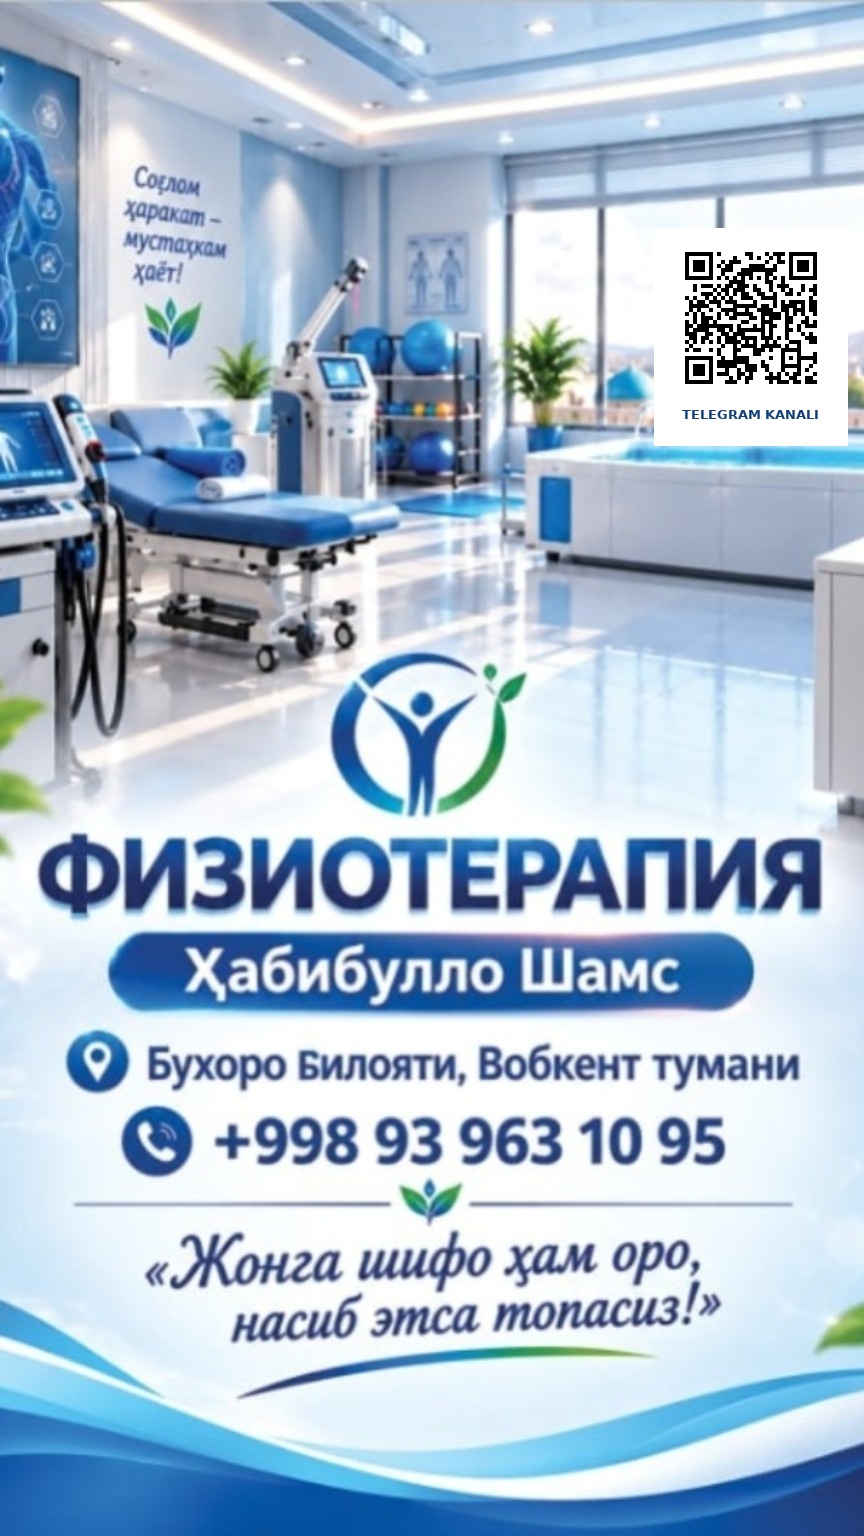 Соғлом
ҳаракат –
мустаҳкам
ҳаёт!
TELEGRAM KANALI
ФИЗИОТЕРАПИЯ
Ҳабибулло Шамс
Бухоро Билояти, Вобкент тумани
+998 93 963 10 95
«Жонга шифо ҳам оро,
насиб этса топасиз!»